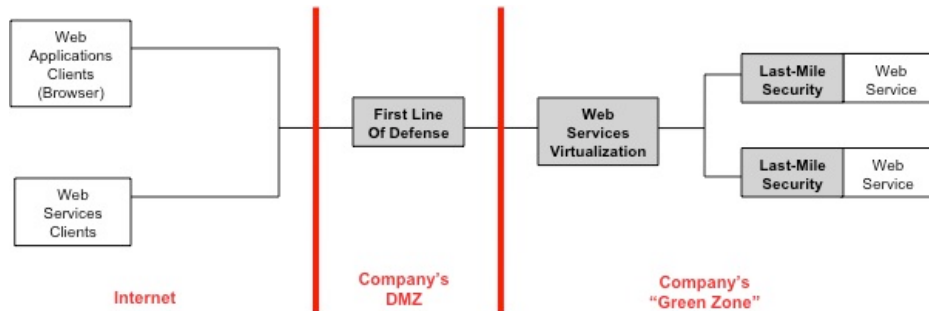 Web
Applications
Clients
(Browser)
Web
Services
Clients
First Line
Of Defense
Web
Services
Virtualization
Last-Mile
Security
Web
Service
Last-Mile
Security
Web
Service
Internet
Company's
DMZ
Company's
“Green Zone”